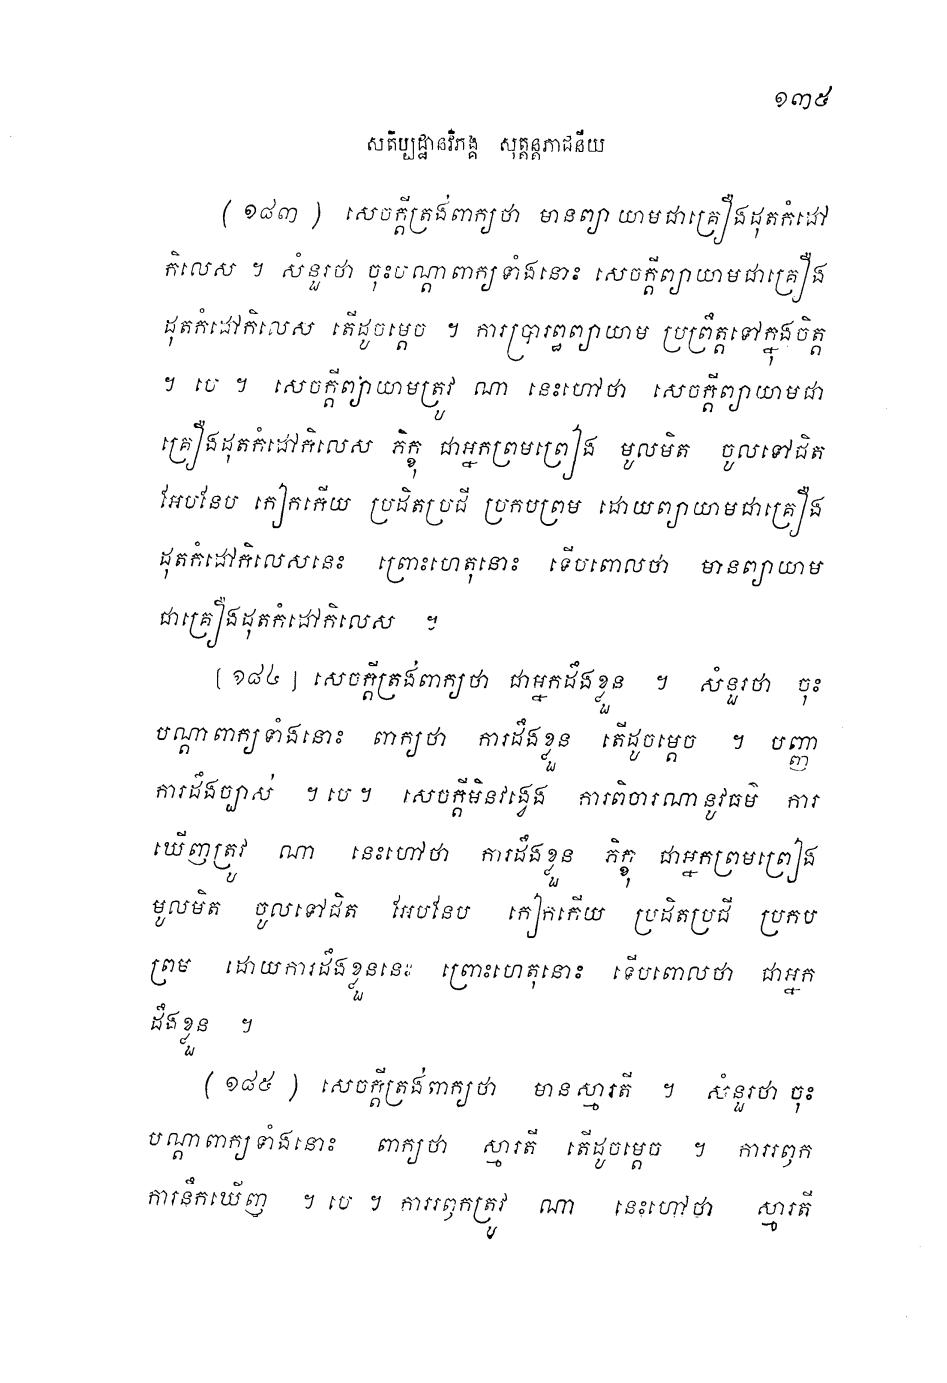 ១៣៥
សតិប្បដ្ឋានវិភង្គ សុត្តន្តភាជនីយ
( ១៨៣ ) សេចក្តីត្រង់ពាក្យថា មានព្យាយាមជាគ្រឿងដុតកំដៅ
កិលេស ។ សំនួរថា ចុះបណ្តាពាក្យទាំងនោះ សេចក្តីព្យាយាមជាគ្រឿង
ដុតកំដៅកិលេស តើដូចម្តេច ។ ការប្រារព្ធព្យាយាម ប្រព្រឹត្តទៅក្នុងចិត្ត
។ បេ ។ សេចក្តីព្យាយាមត្រូវ ណា នេះហៅថា សេចក្តីព្យាយាមជា
គ្រឿងដុតកំដៅកិលេស ភិក្ខុ ជាអ្នកព្រមព្រៀង មូលមិត ចូលទៅជិត
អែបនែប កៀកកើយ ប្រដិតប្រជី ប្រកបព្រម ដោយព្យាយាមជាគ្រឿង
ដុតកំដៅកិលេសនេះ ព្រោះហេតុនោះ ទើបពោលថា មានព្យាយាម
ជាគ្រឿងដុតកំដៅកិលេស ។
[ ១៨៤ ] សេចក្តីត្រង់ពាក្យថា ជាអ្នកដឹងខ្លួន ។ សំនួរថា ចុះ
បណ្តាពាក្យទាំងនោះ ពាក្យថា ការដឹងខ្លួន តើដូចម្តេច ។ បញ្ញា
ការដឹងច្បាស់ ។ បេ ។ សេចក្តីមិនវង្វេង ការពិចារណានូវធម៌ ការ
ឃើញត្រូវ ណា នេះហៅថា ការដឹងខ្លួន ភិក្ខុ ជាអ្នកព្រមព្រៀង
មូលមិត ចូលទៅជិត អែបនែប កៀកកើយ ប្រដិតប្រជី ប្រកប
ព្រម ដោយការដឹងខ្លួននេះ ព្រោះហេតុនោះ ទើបពោលថា ជាអ្នក
ដឹងខ្លួន ។
( ១៨៥ ) សេចក្តីត្រង់ពាក្យថា មានស្មារតី ។ សំនួរថា ចុះ
បណ្តាពាក្យទាំងនោះ ពាក្យថា ស្មារតី តើដូចម្តេច ។ ការរឭក
ការនឹកឃើញ ។ បេ ។ ការរឭកត្រូវ ណា នេះហៅថា ស្មារតី